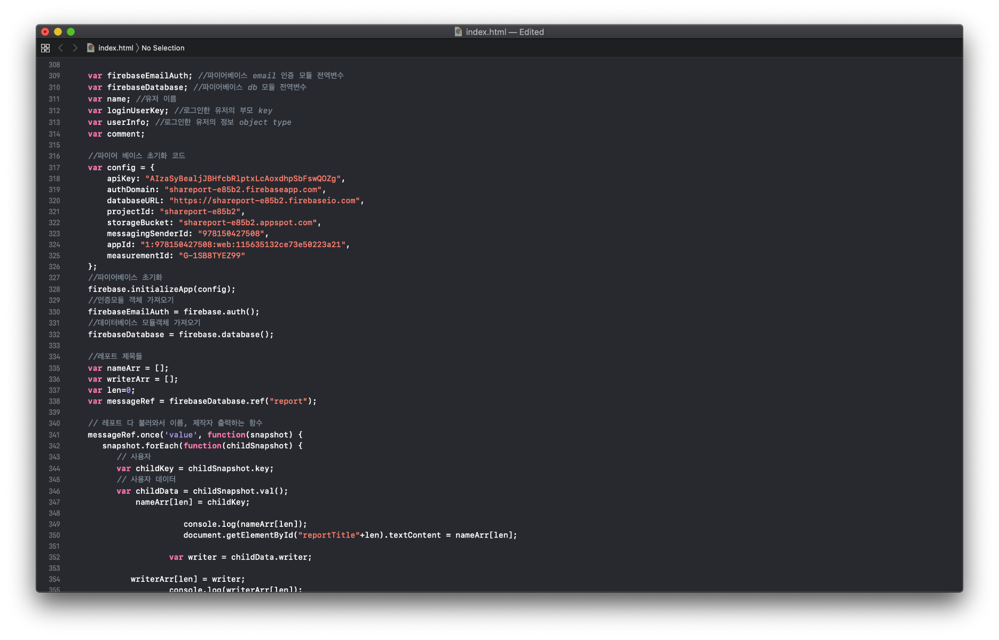 index.html — Edited
index.html 〉 No Selection
308
309 var firebaseEmailAuth; //파이어베이스 email 인증 모듈 전역변수
310 var firebaseDatabase; //파이어베이스 db 모듈 전역변수
311 var name; //유저 이름
312 var loginUserKey; //로그인한 유저의 부모 key
313 var userInfo; //로그인한 유저의 정보 object type
314 var comment;
315
316 //파이어 베이스 초기화 코드
317 var config = {
318 apiKey: "AIzaSyBealjJBHfcbRlptxLcAoxdhpSbFswQOZg",
319 authDomain: "shareport-e85b2.firebaseapp.com",
320 databaseURL: "https://shareport-e85b2.firebaseio.com",
321 projectId: "shareport-e85b2",
322 storageBucket: "shareport-e85b2.appspot.com",
323 messagingSenderId: "978150427508",
324 appId: "1:978150427508:web:115635132ce73e50223a21",
325 measurementId: "G-1SB8TYEZ99"
326 };
327 //파이어베이스 초기화
328 firebase.initializeApp(config);
329 //인증모듈 객체 가져오기
330 firebaseEmailAuth = firebase.auth();
331 //데이터베이스 모듈객체 가져오기
332 firebaseDatabase = firebase.database();
333
334 //레포트 제목들
335 var nameArr = [];
336 var writerArr = [];
337 var len=0;
338 var messageRef = firebaseDatabase.ref("report");
339
340 // 레포트 다 불러와서 이름, 제작자 출력하는 함수
341 messageRef.once('value', function(snapshot) {
342 snapshot.forEach(function(childSnapshot) {
343 // 사용자
344 var childKey = childSnapshot.key;
345 // 사용자 데이터
346 var childData = childSnapshot.val();
347 nameArr[len] = childKey;
348
349 console.log(nameArr[len]);
350 document.getElementById("reportTitle"+len).textContent = nameArr[len];
351
352 var writer = childData.writer;
353
354 writerArr[len] = writer;
355 console.log(writerArr[len]);